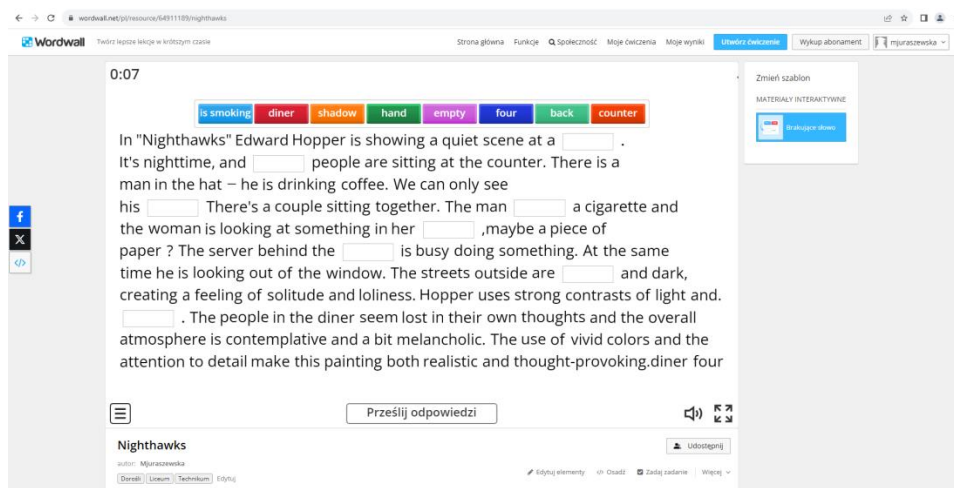 wordwall.net/pl/resource/64911189/nighthawks
Wordwall Twórz lepsze lekcje w krótszym czasie Strona główna Funkcje Społeczność Moje ćwiczenia Moje wyniki Utwórz ćwiczenie Wykup abonament mjuraszewska
0:07
Zmień szablon
MATERIAŁY INTERAKTYWNE
Brakujące słowo
is smoking diner shadow hand empty four back counter
In "Nighthawks" Edward Hopper is showing a quiet scene at a .
It's nighttime, and people are sitting at the counter. There is a
man in the hat – he is drinking coffee. We can only see
his There's a couple sitting together. The man a cigarette and
the woman is looking at something in her ,maybe a piece of
paper ? The server behind the is busy doing something. At the same
time he is looking out of the window. The streets outside are and dark,
creating a feeling of solitude and loliness. Hopper uses strong contrasts of light and.
. The people in the diner seem lost in their own thoughts and the overall
atmosphere is contemplative and a bit melancholic. The use of vivid colors and the
attention to detail make this painting both realistic and thought-provoking.diner four
Prześlij odpowiedzi
Nighthawks
Udostępnij
autor: Mjuraszewska
Dorośli Liceum Technikum Edytuj
Edytuj elementy Osadź Zadaj zadanie Więcej